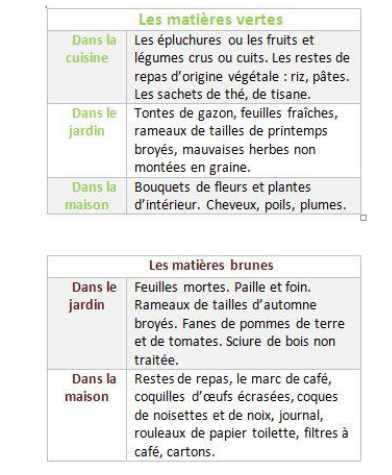 Les matières vertes
Dans la cuisine
Les épluchures ou les fruits et
légumes crus ou cuits. Les restes de
repas d'origine végétale : riz, pâtes.
Les sachets de thé, de tisane.
Dans le jardin
Tontes de gazon, feuilles fraîches,
rameaux de tailles de printemps
broyés, mauvaises herbes non
montées en graine.
Dans la maison
Bouquets de fleurs et plantes
d'intérieur. Cheveux, poils, plumes.
Les matières brunes
Dans le jardin
Feuilles mortes. Paille et foin.
Rameaux de tailles d'automne
broyés. Fanes de pommes de terre
et de tomates. Sciure de bois non
traitée.
Dans la maison
Restes de repas, le marc de café,
coquilles d'œufs écrasées, coques
de noisettes et de noix, journal,
rouleaux de papier toilette, filtres à
café, cartons.